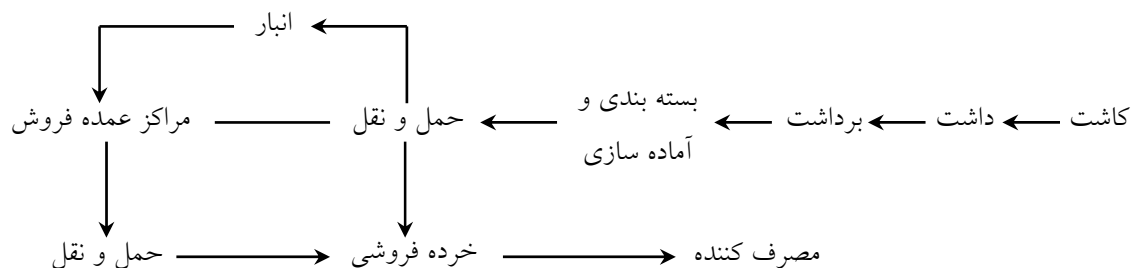 انبار
کاشت
داشت
برداشت
بسته بندی و
آماده سازی
حمل و نقل
مراکز عمده فروش
حمل و نقل
خرده فروشی
مصرف کننده